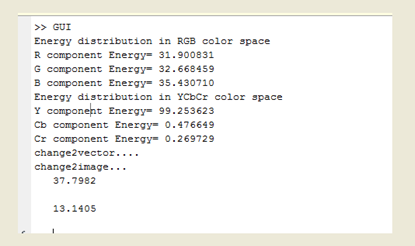 >> GUI
Energy distribution in RGB color space
R component Energy= 31.900831
G component Energy= 32.668459
B component Energy= 35.430710
Energy distribution in YCbCr color space
Y component Energy= 99.253623
Cb component Energy= 0.476649
Cr component Energy= 0.269729
change2vector....
change2image...
37.7982
13.1405